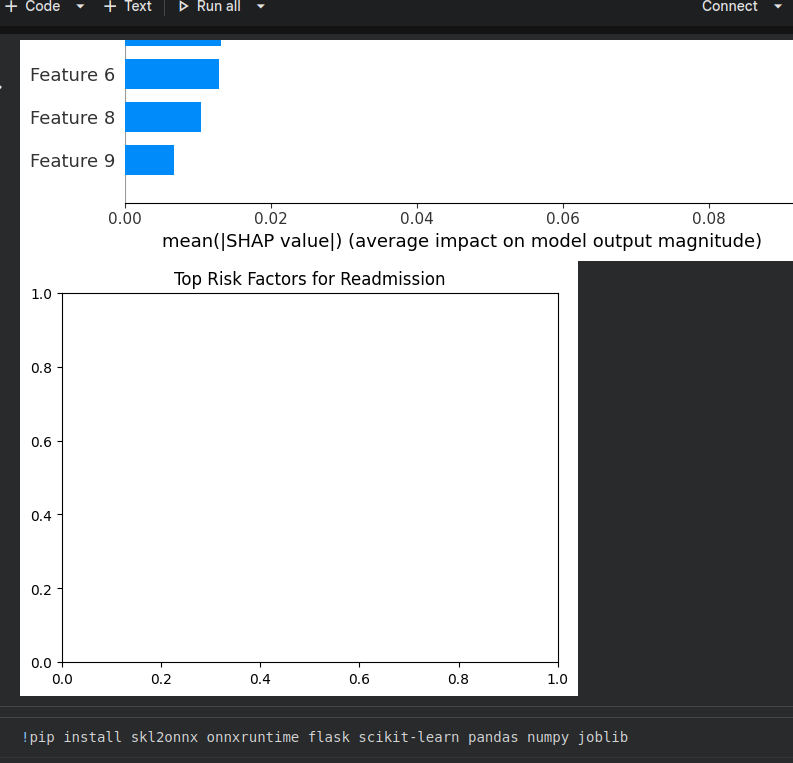 + Code + Text Run all Connect
Feature 6
Feature 8
Feature 9
0.00 0.02 0.04 0.06 0.08
mean(|SHAP value|) (average impact on model output magnitude)
Top Risk Factors for Readmission
1.0
0.8
0.6
0.4
0.2
0.0
0.0 0.2 0.4 0.6 0.8 1.0
!pip install skl2onnx onnxruntime flask scikit-learn pandas numpy joblib